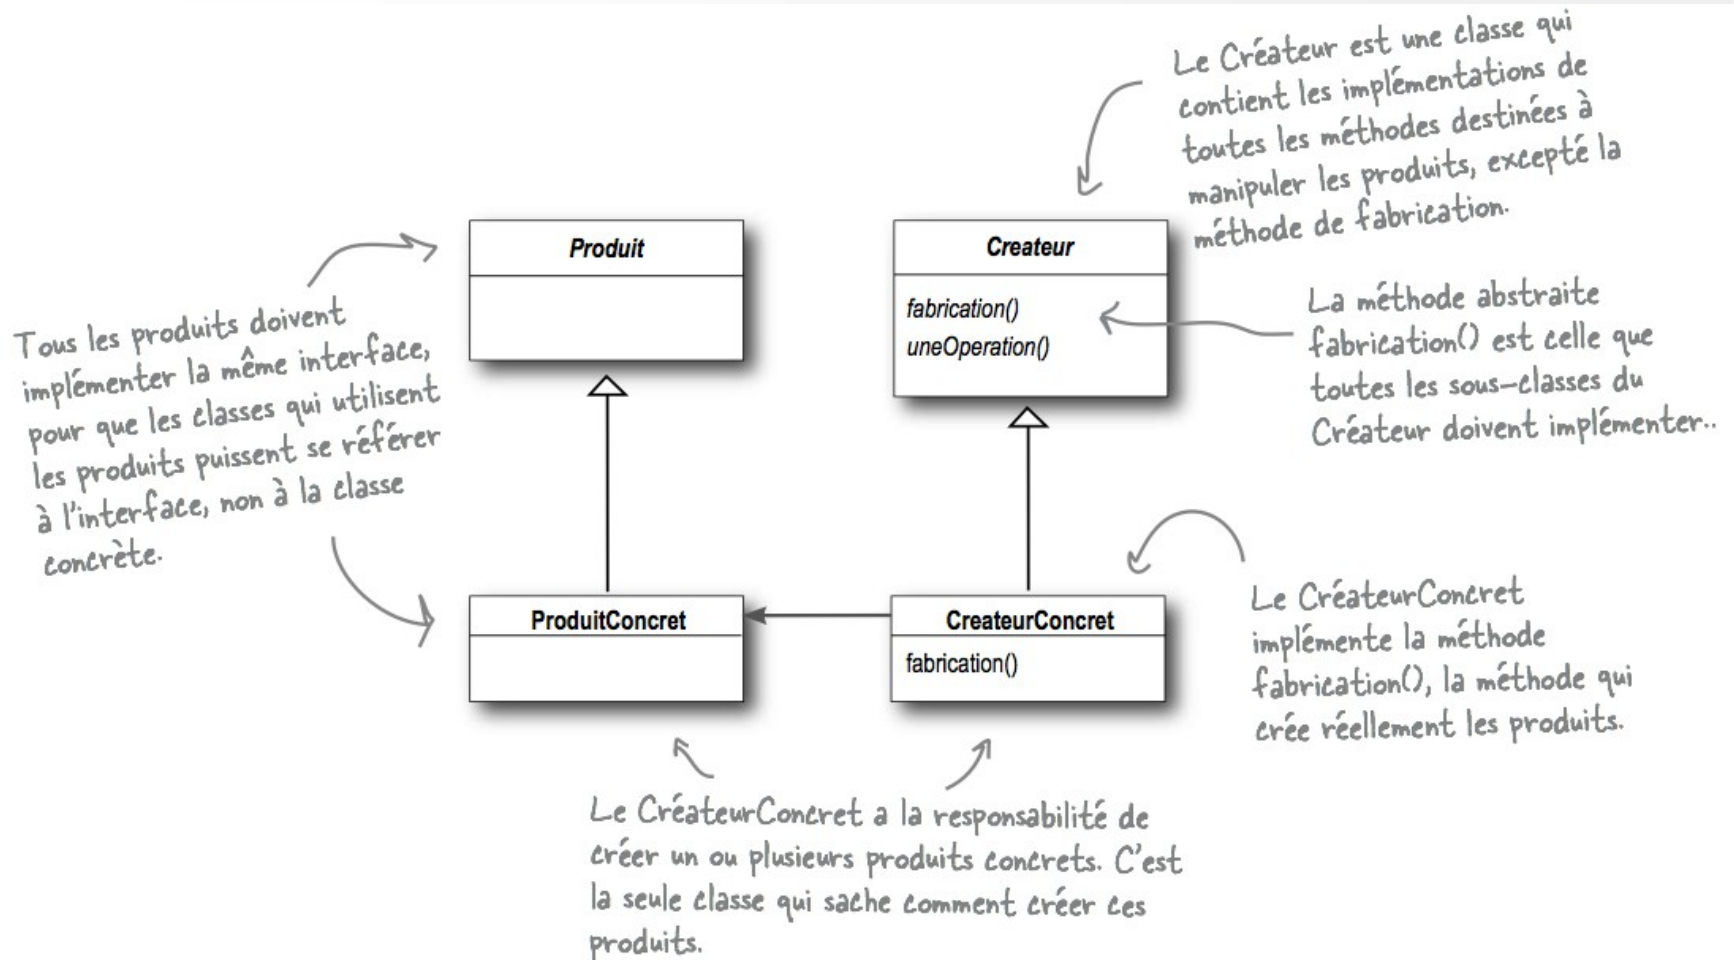 Le Créateur est une classe qui
contient les implémentations de
toutes les méthodes destinées à
manipuler les produits, excepté la
méthode de fabrication.
Produit
Createur
fabrication()
uneOperation()
La méthode abstraite
fabrication() est celle que
toutes les sous-classes du
Créateur doivent implémenter..
Tous les produits doivent
implémenter la même interface,
pour que les classes qui utilisent
les produits puissent se référer
à l'interface, non à la classe
concrète.
ProduitConcret
CreateurConcret
fabrication()
Le CréateurConcret
implémente la méthode
fabrication(), la méthode qui
crée réellement les produits.
Le CréateurConcret a la responsabilité de
créer un ou plusieurs produits concrets. C'est
la seule classe qui sache comment créer ces
produits.